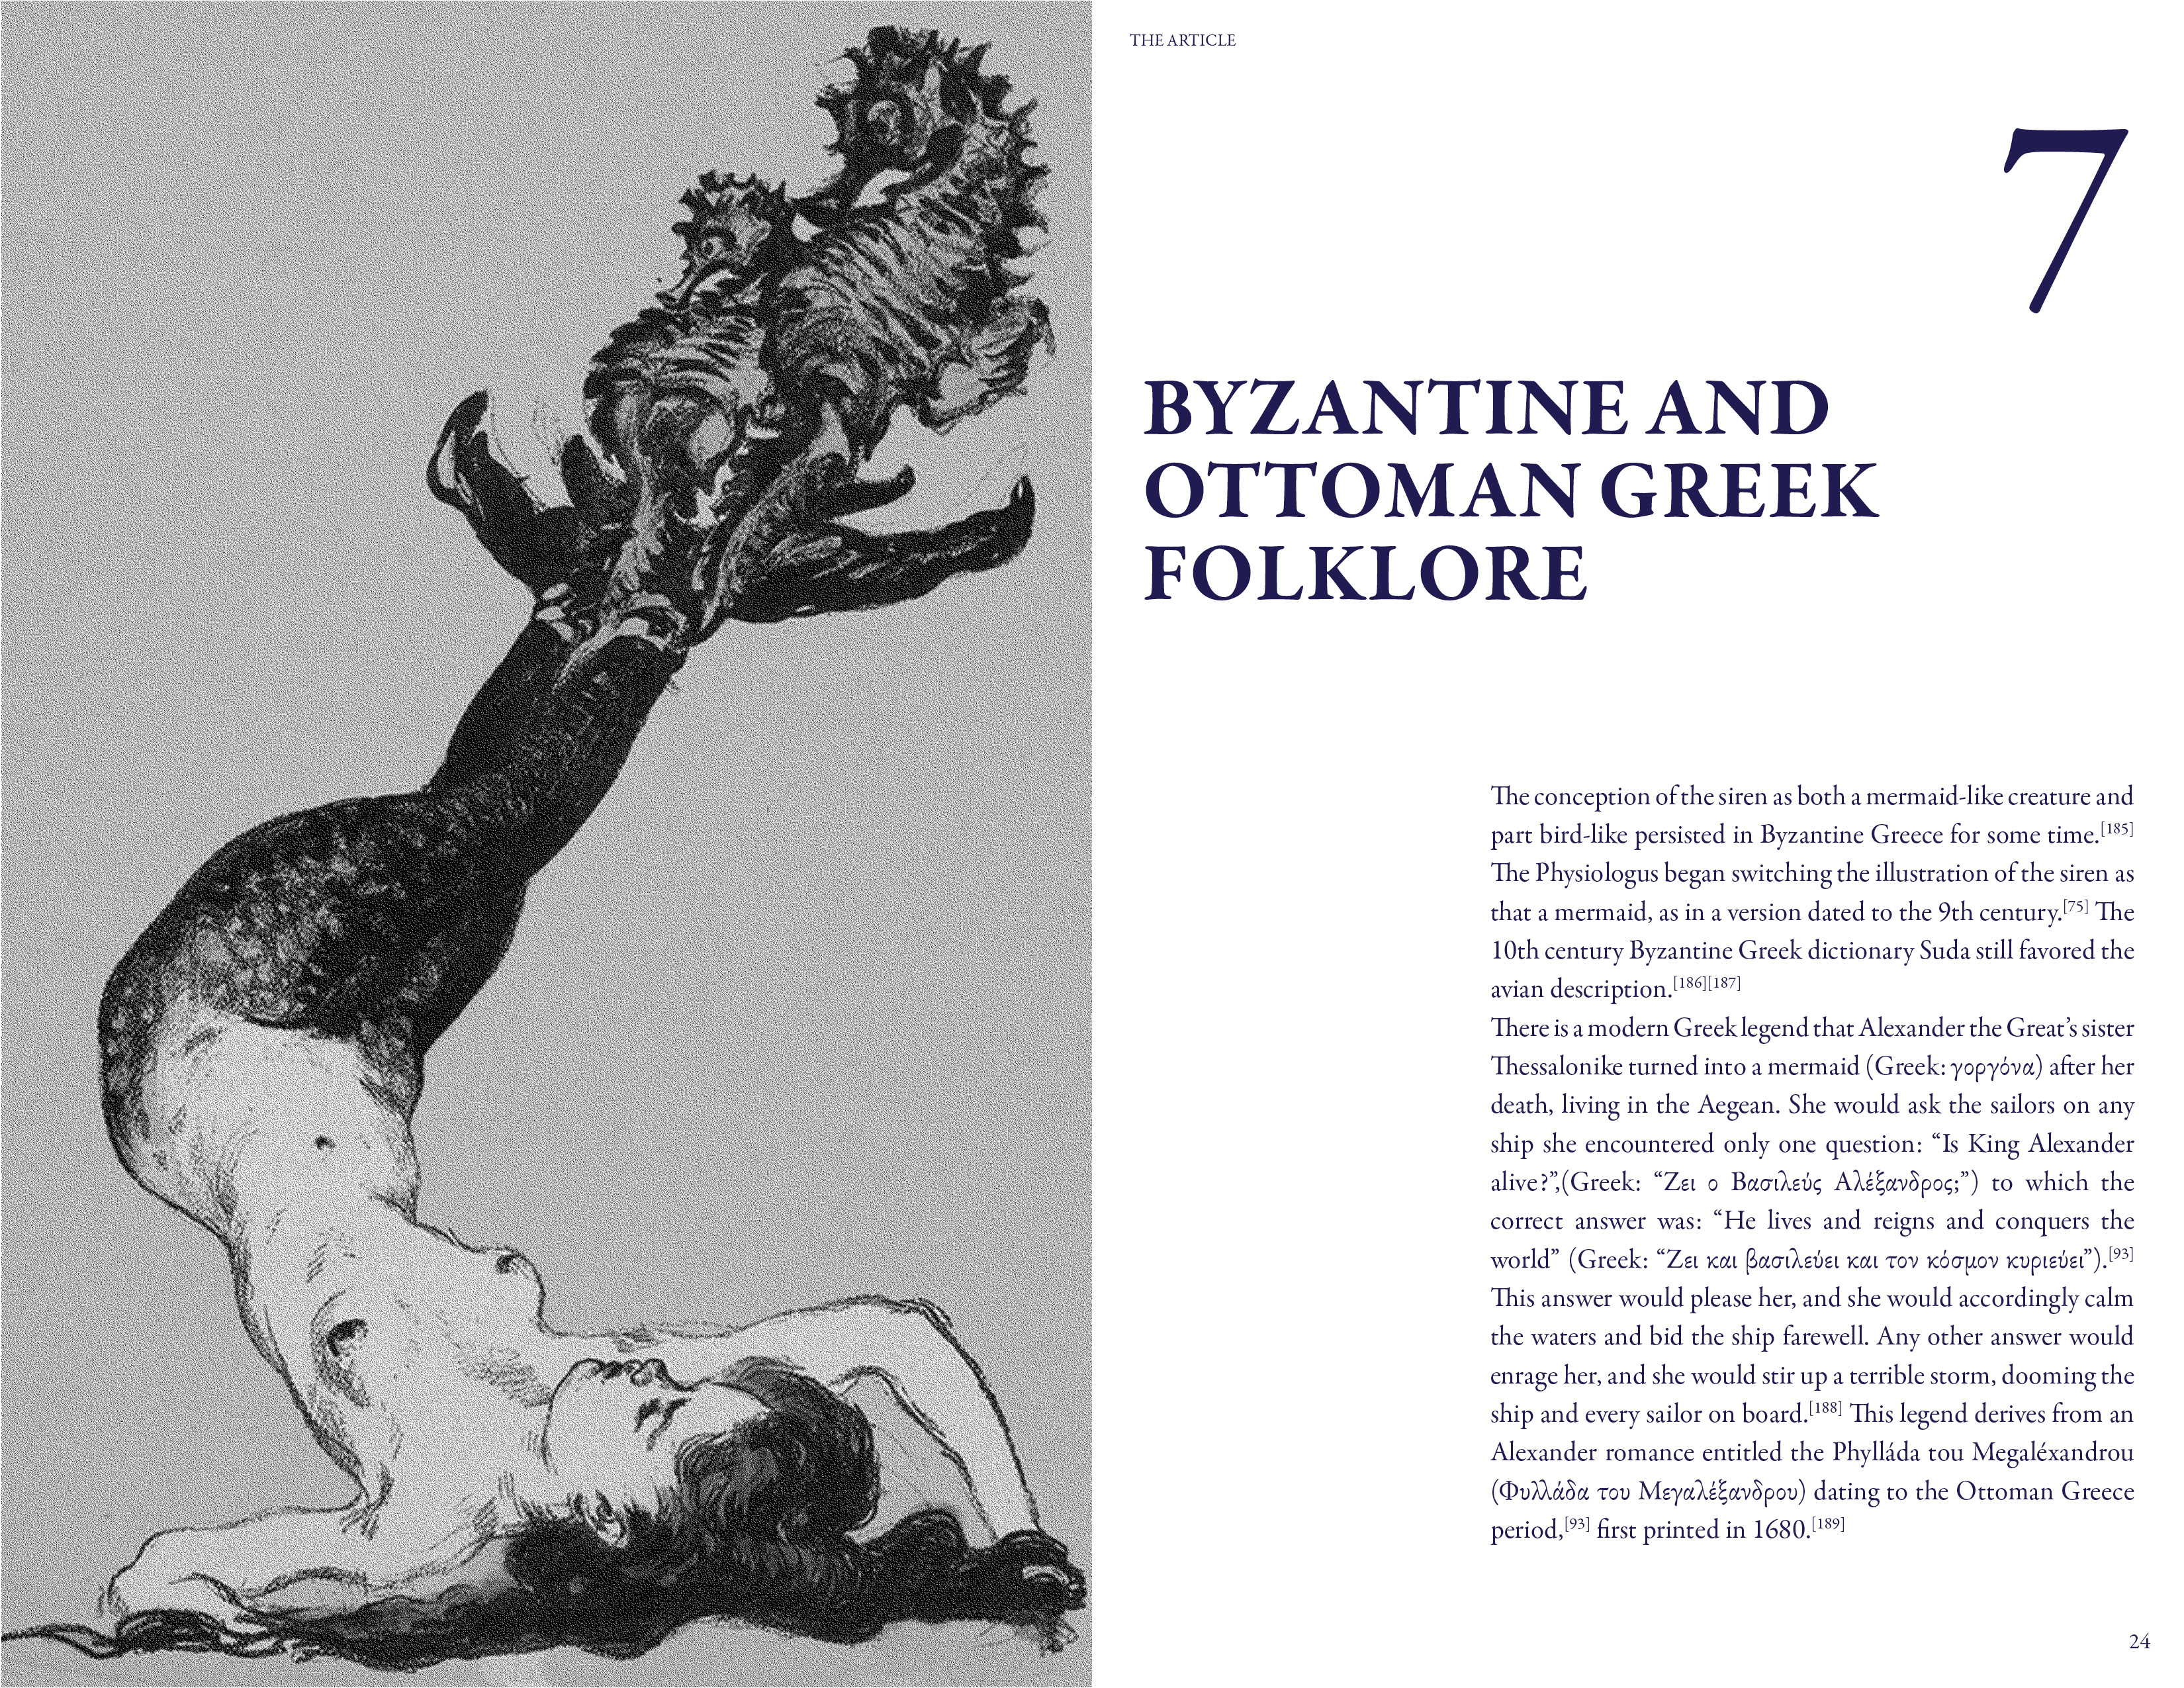 THE ARTICLE
7
BYZANTINE AND
OTTOMAN GREEK
FOLKLORE
The conception of the siren as both a mermaid-like creature and
part bird-like persisted in Byzantine Greece for some time.[185]
The Physiologus began switching the illustration of the siren as
that a mermaid, as in a version dated to the 9th century.[75] The
10th century Byzantine Greek dictionary Suda still favored the
avian description.[186][187]
There is a modern Greek legend that Alexander the Great’s sister
Thessalonike turned into a mermaid (Greek: γοργόνα) after her
death, living in the Aegean. She would ask the sailors on any
ship she encountered only one question: “Is King Alexander
alive?”,(Greek: “Ζει ο Βασιλεύς Αλέξανδρος;”) to which the
correct answer was: “He lives and reigns and conquers the
world” (Greek: “Ζει και βασιλεύει και τον κόσμον κυριεύει”).[93]
This answer would please her, and she would accordingly calm
the waters and bid the ship farewell. Any other answer would
enrage her, and she would stir up a terrible storm, dooming the
ship and every sailor on board.[188] This legend derives from an
Alexander romance entitled the Phylláda tou Megaléxandrou
(Φυλλάδα του Μεγαλέξανδρου) dating to the Ottoman Greece
period,[93] first printed in 1680.[189]
24